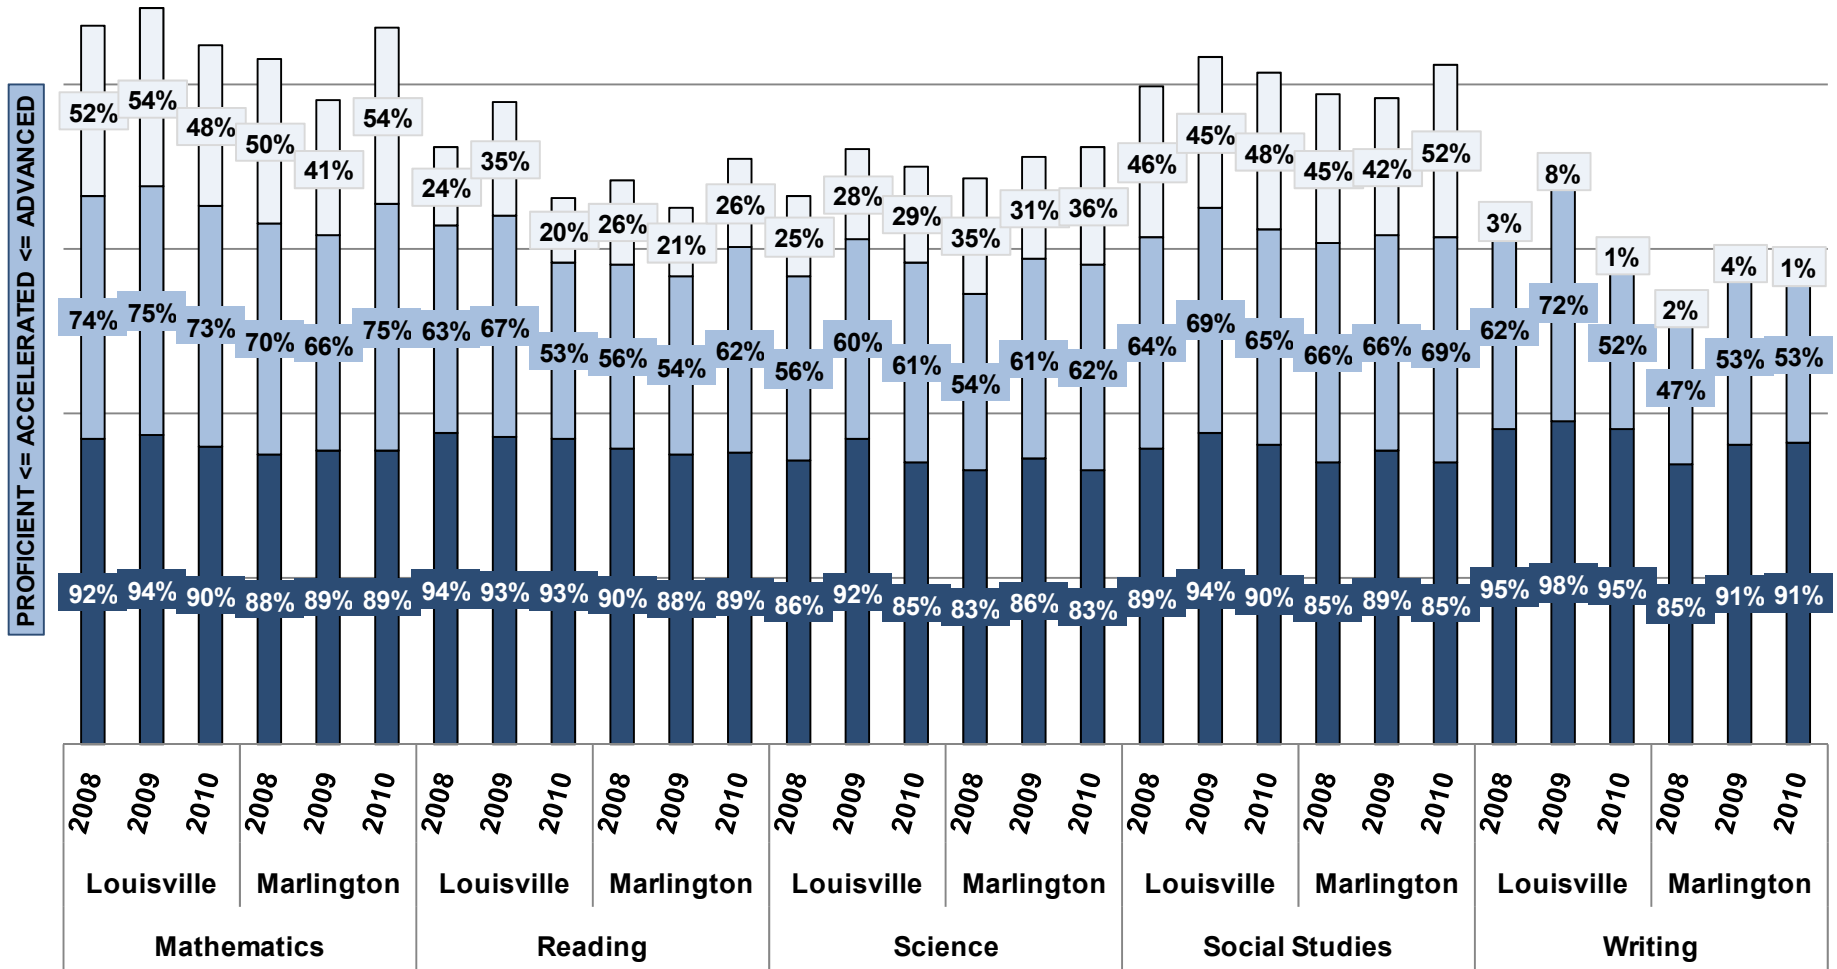 PROFICIENT <= ACCELERATED <= ADVANCED
52% 54% 48% 50% 41% 54% 24% 35% 20% 26% 21% 26% 25% 28% 29% 35% 31% 36% 46% 45% 48% 45% 42% 52% 3% 8% 1% 2% 4% 1%
74% 75% 73% 70% 66% 75% 63% 67% 53% 56% 54% 62% 56% 60% 61% 54% 61% 62% 64% 69% 65% 66% 66% 69% 62% 72% 52% 47% 53% 53%
92% 94% 90% 88% 89% 89% 94% 93% 93% 90% 88% 89% 86% 92% 85% 83% 86% 83% 89% 94% 90% 85% 89% 85% 95% 98% 95% 85% 91% 91%
2008 2009 2010 2008 2009 2010 2008 2009 2010 2008 2009 2010 2008 2009 2010 2008 2009 2010 2008 2009 2010 2008 2009 2010 2008 2009 2010 2008 2009 2010
Louisville Marlington Louisville Marlington Louisville Marlington Louisville Marlington Louisville Marlington
Mathematics Reading Science Social Studies Writing